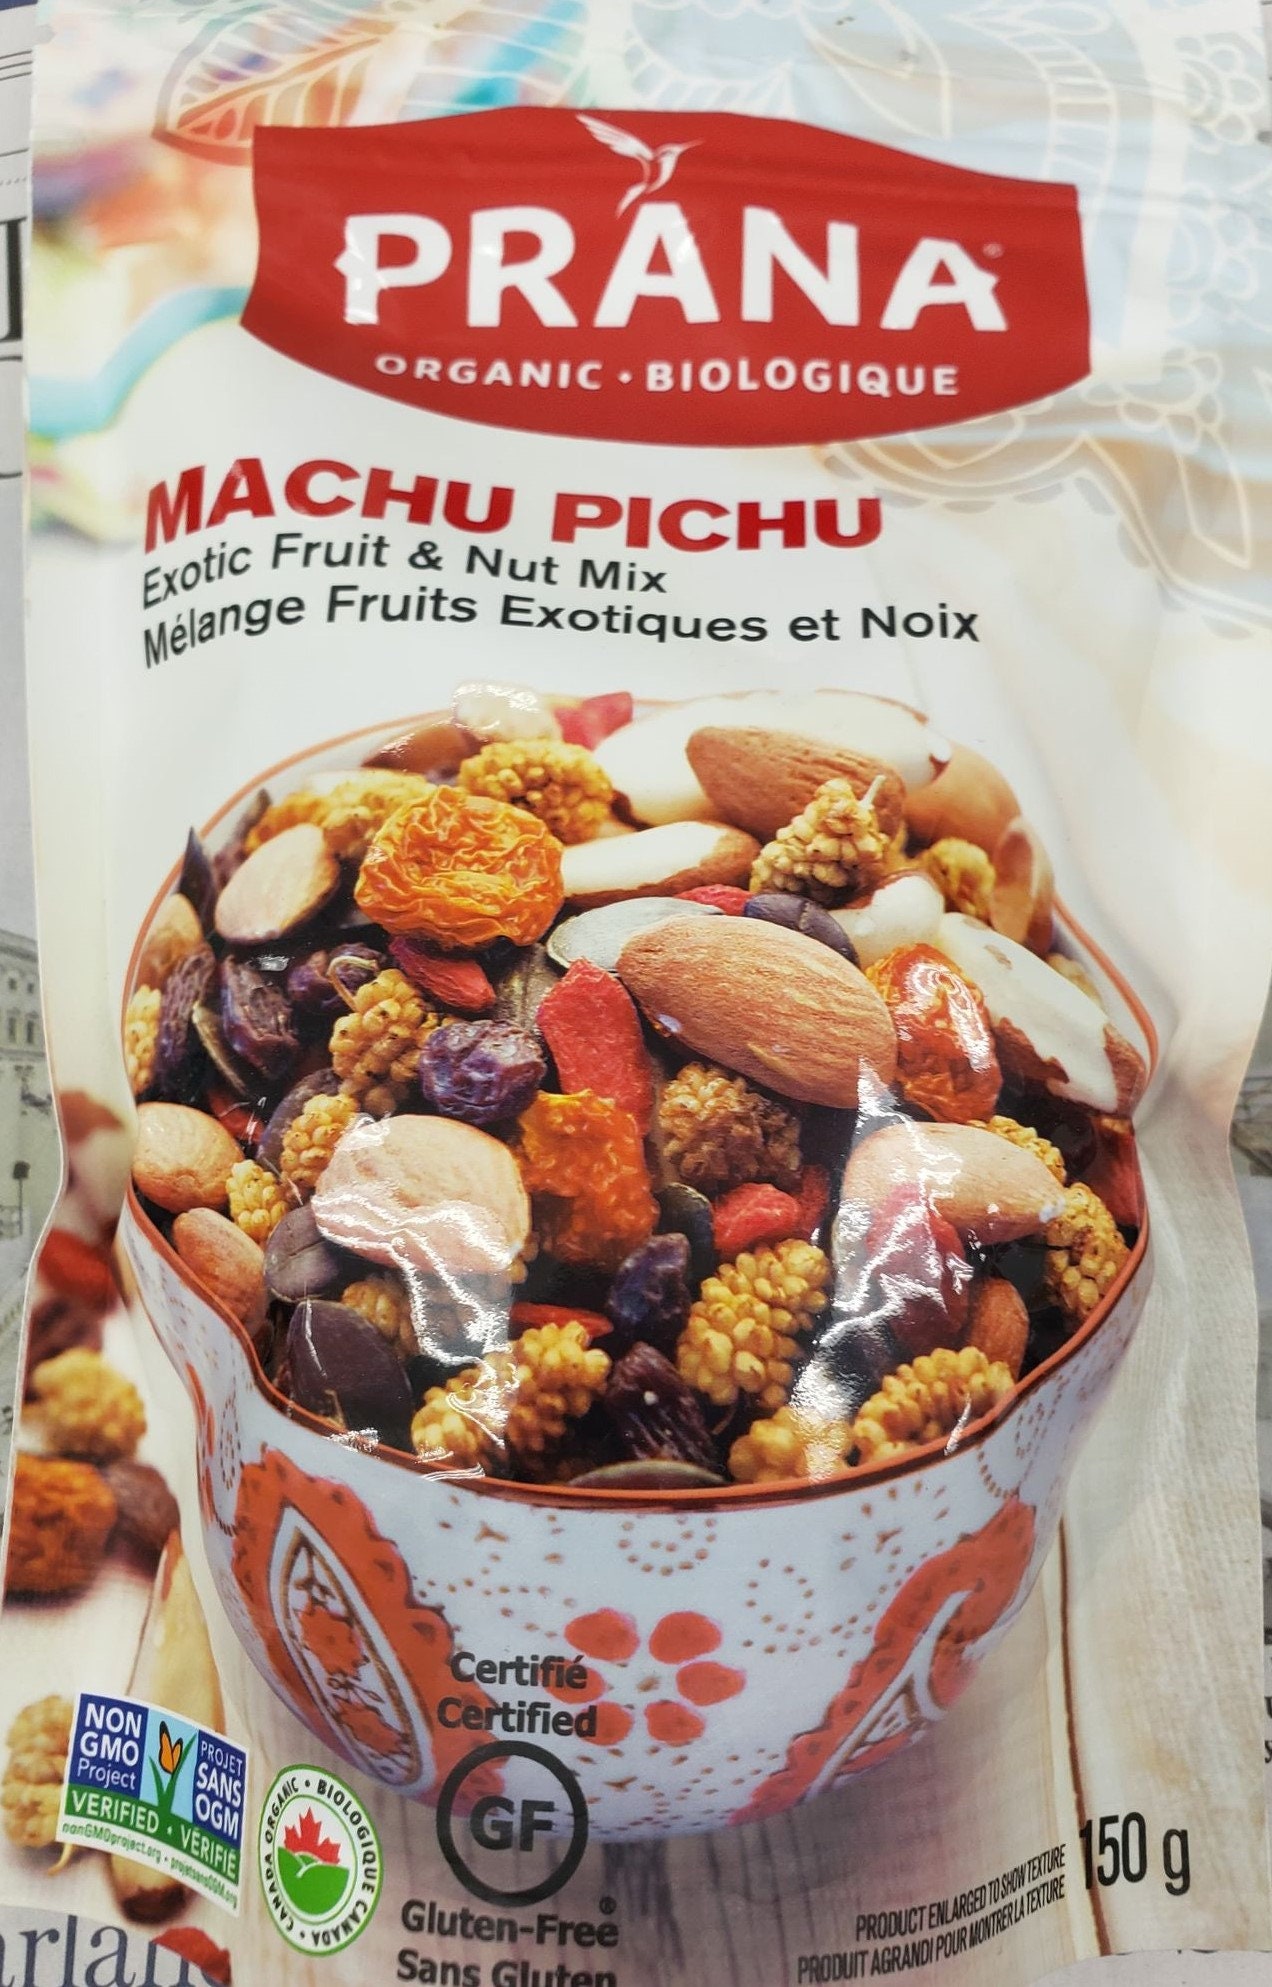 PRANA
ORGANIC • BIOLOGIQUE
MACHU PICHU
Exotic Fruit & Nut Mix
Mélange Fruits Exotiques et Noix
Certifié
Certified
GF
Gluten-Free
Sans Gluten
NON
GMO
Project
PROJET
SANS
OGM
VERIFIED • VÉRIFIÉ
nonGMOproject.org • projetsansOGM.org
CANADA ORGANIC • BIOLOGIQUE CANADA •
150 g
PRODUCT ENLARGED TO SHOW TEXTURE
PRODUIT AGRANDI POUR MONTRER LA TEXTURE